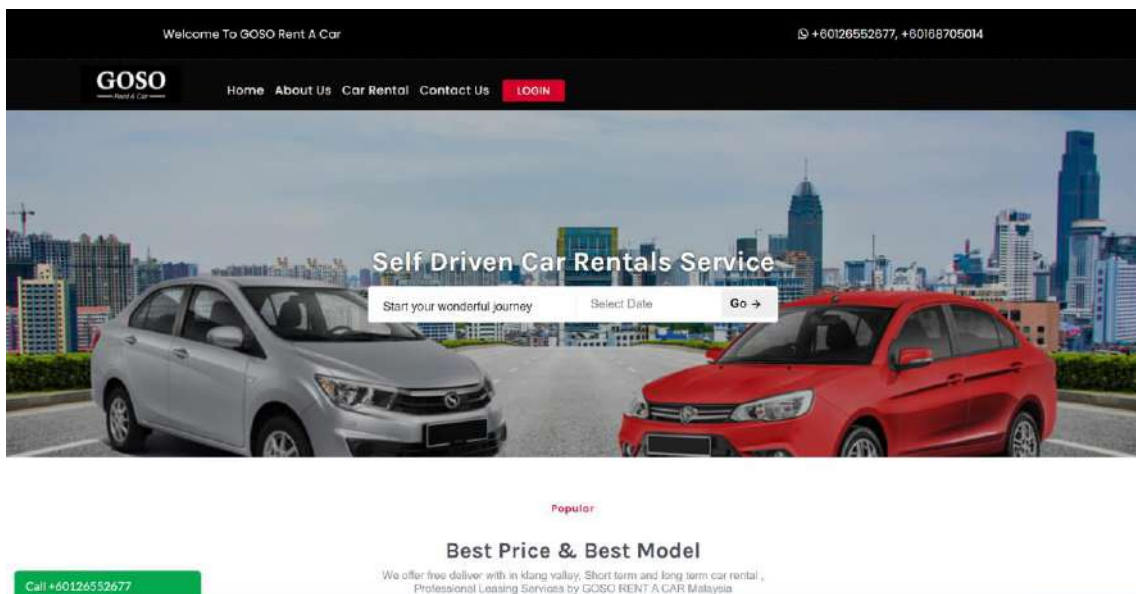 Welcome To GOSO Rent A Car
+60126552677, +60168705014
GOSO
Rent A Car
Home About Us Car Rental Contact Us LOGIN
Self Driven Car Rentals Service
Start your wonderful journey Select Date Go →
Popular
Best Price & Best Model
We offer free deliver with in klang valley, Short term and long term car rental ,
Professional Leasing Services by GOSO RENT A CAR Malaysia
Call +60126552677